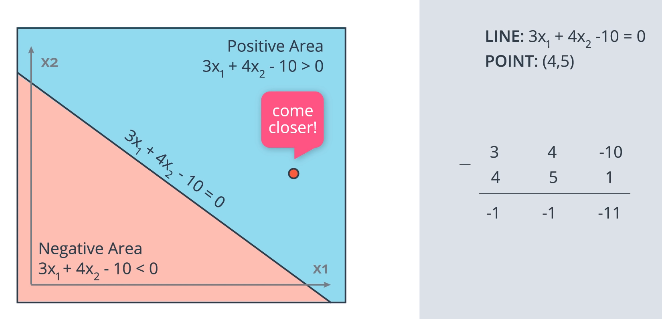 Positive Area
3x₁ + 4x₂ - 10 > 0
X2
come
closer!
3x₁ + 4x₂ - 10 = 0
Negative Area
3x₁ + 4x₂ - 10 < 0
X1
LINE: 3x₁ + 4x₂ -10 = 0
POINT: (4,5)
3 4 -10
− 4 5 1
-1 -1 -11